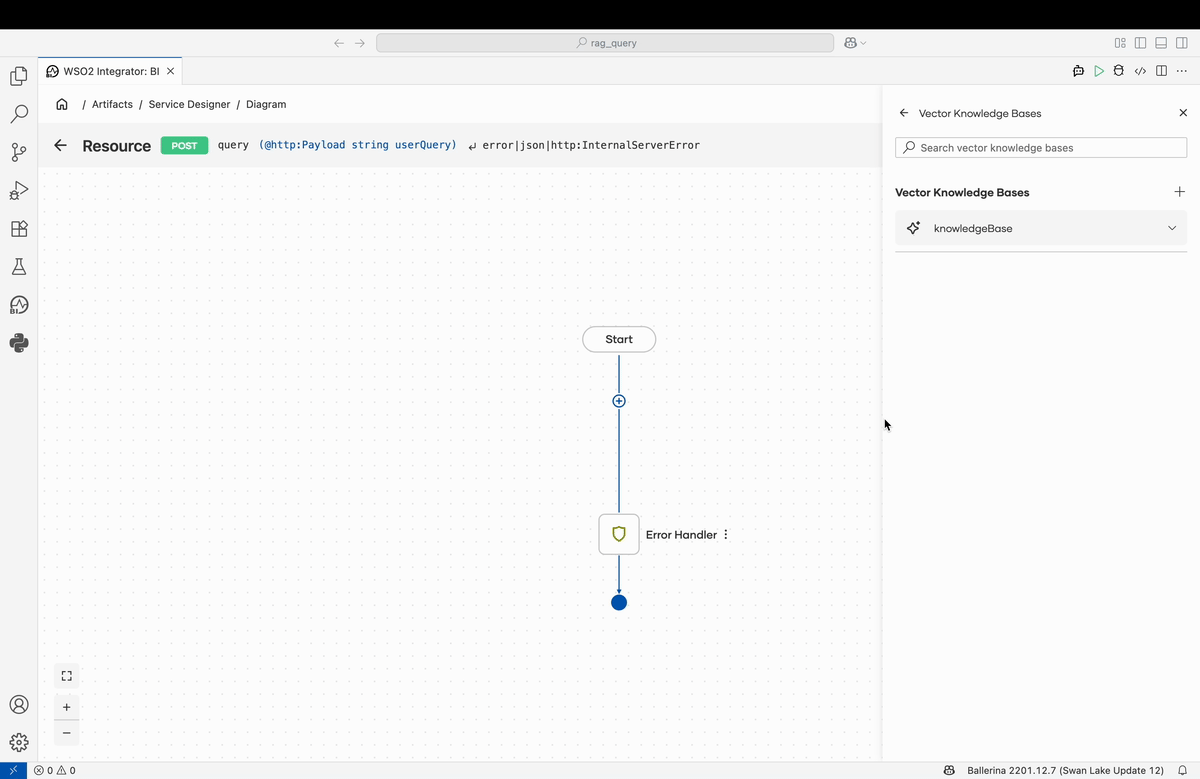 rag_query
WSO2 Integrator: BI
/ Artifacts / Service Designer / Diagram
Resource POST query (@http:Payload string userQuery) error|json|http:InternalServerError
Vector Knowledge Bases
Search vector knowledge bases
Vector Knowledge Bases
knowledgeBase
Start
Error Handler
0 0
Ballerina 2201.12.7 (Swan Lake Update 12)